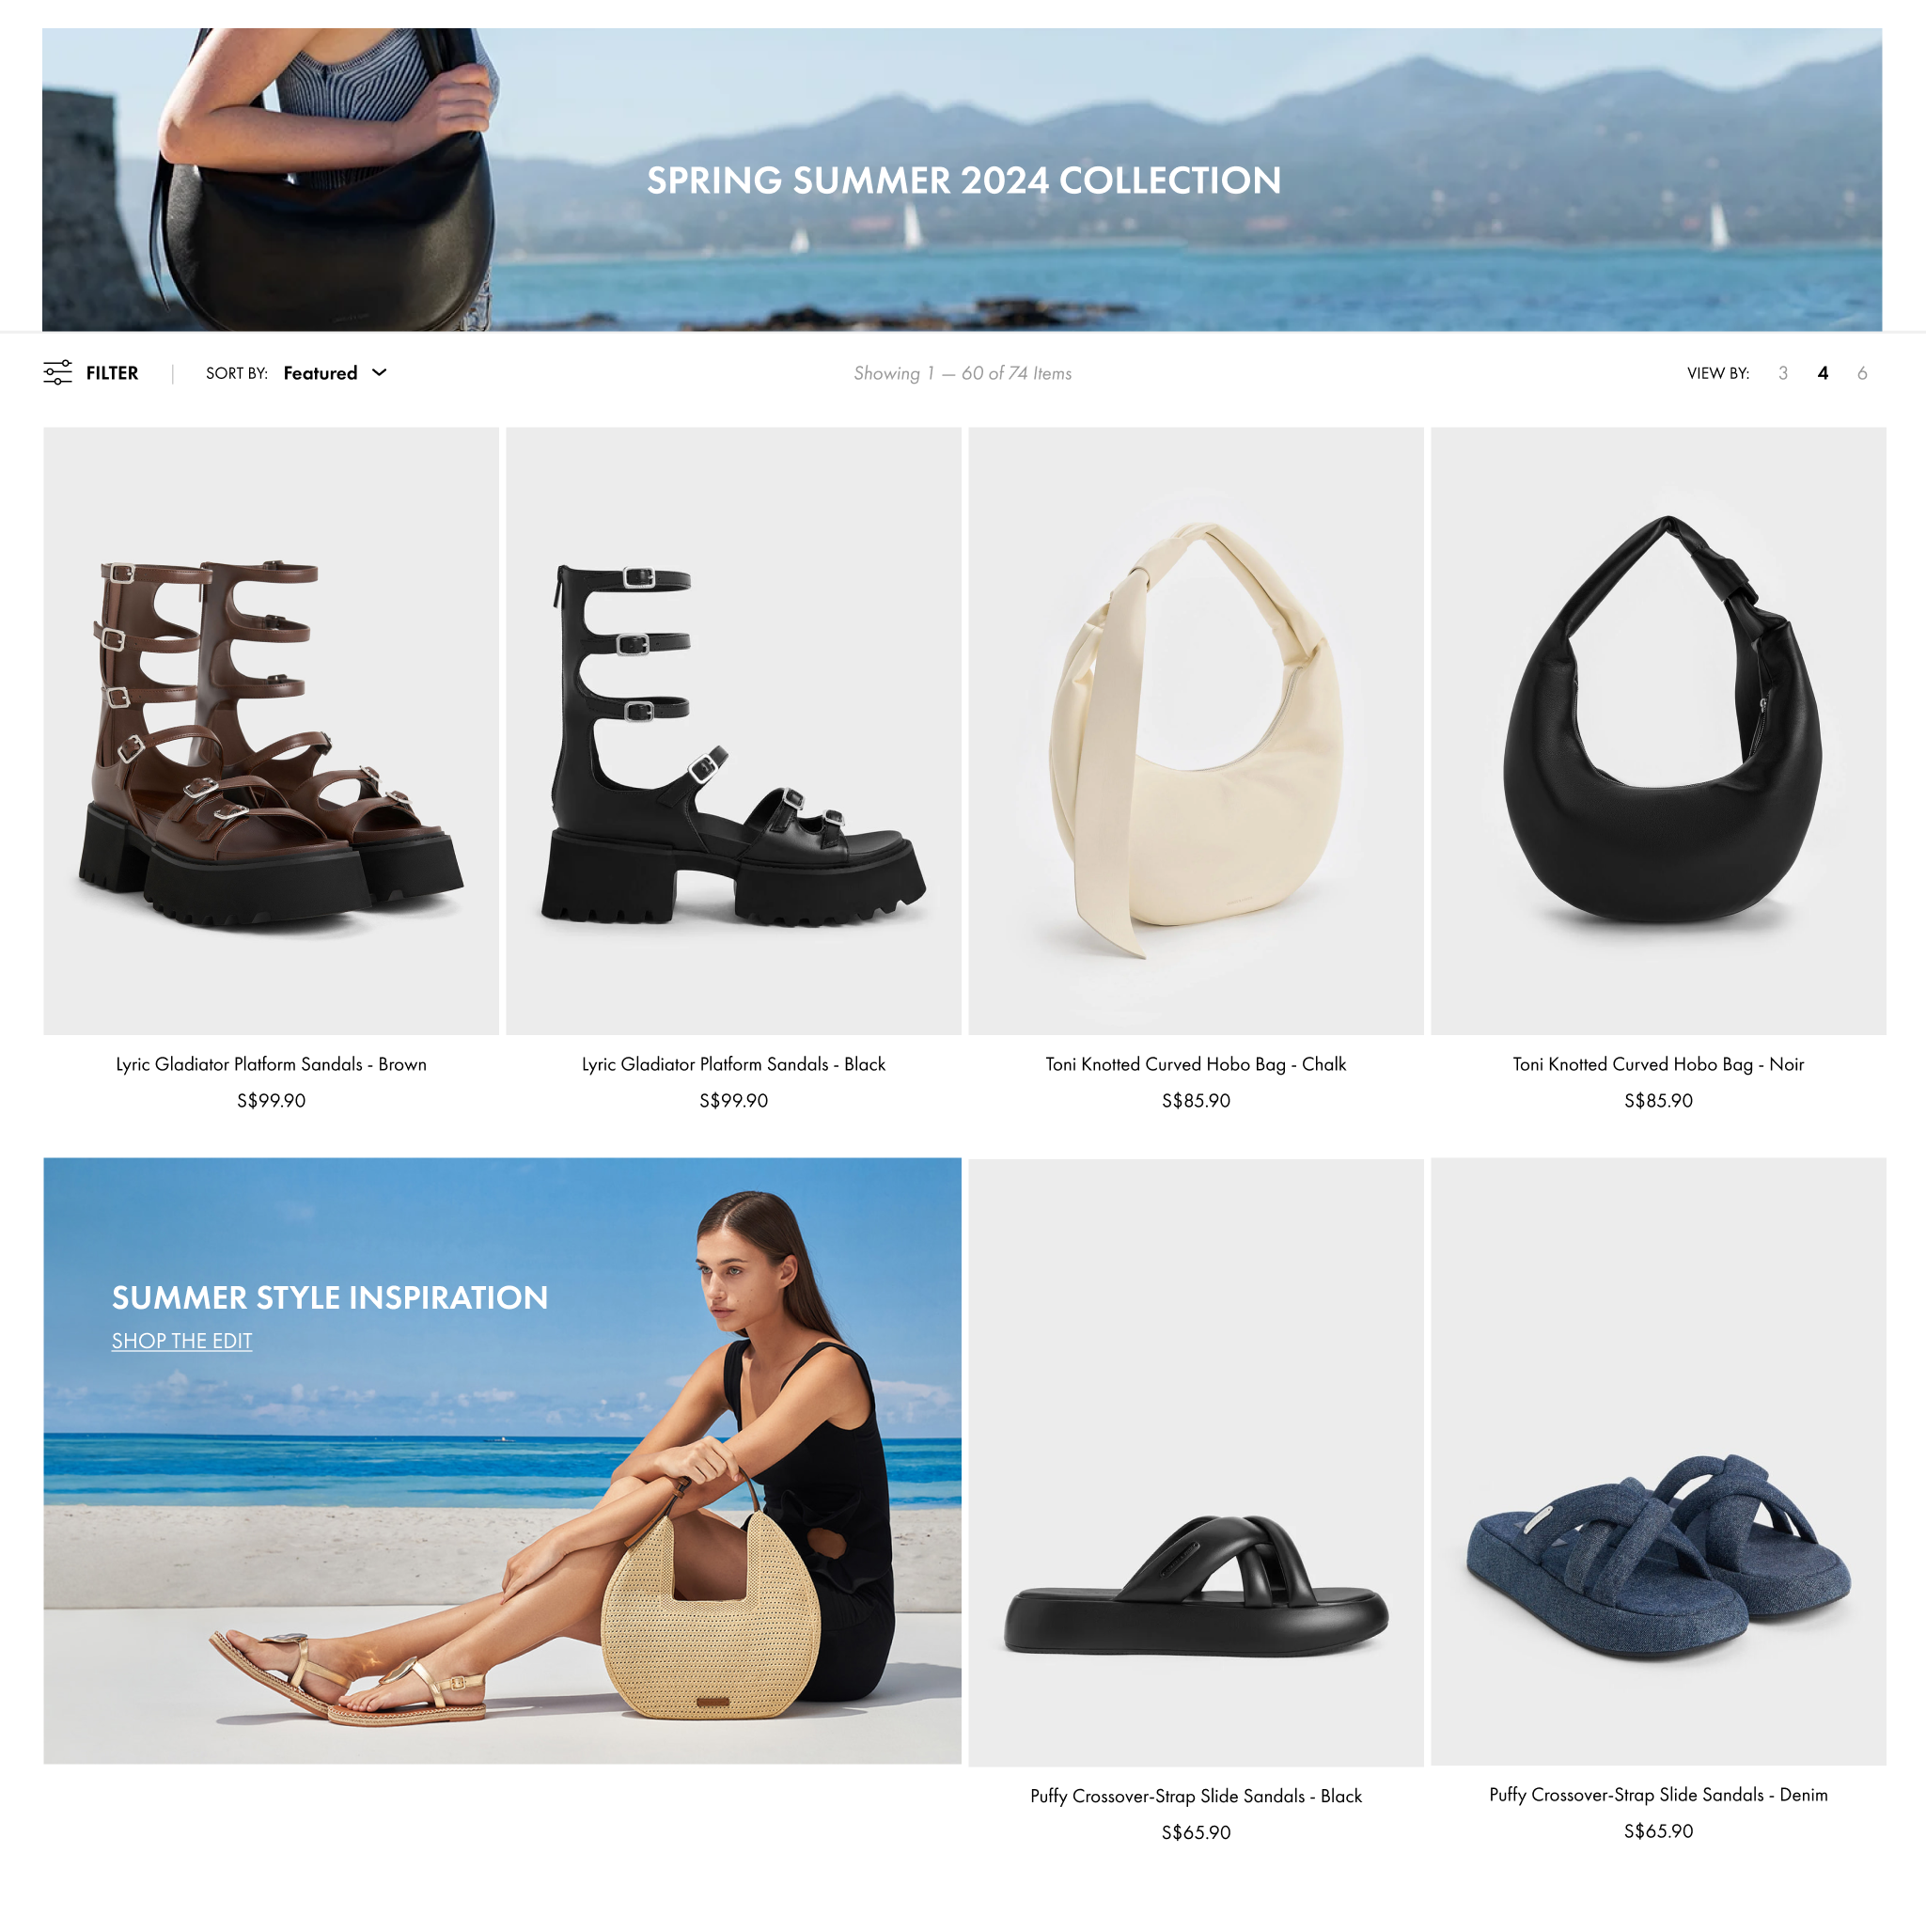 SPRING SUMMER 2024 COLLECTION
FILTER
SORT BY: Featured
Showing 1 – 60 of 74 Items
VIEW BY: 3 4 6
Lyric Gladiator Platform Sandals - Brown
S$99.90
Lyric Gladiator Platform Sandals - Black
S$99.90
Toni Knotted Curved Hobo Bag - Chalk
S$85.90
Toni Knotted Curved Hobo Bag - Noir
S$85.90
SUMMER STYLE INSPIRATION
SHOP THE EDIT
Puffy Crossover-Strap Slide Sandals - Black
S$65.90
Puffy Crossover-Strap Slide Sandals - Denim
S$65.90